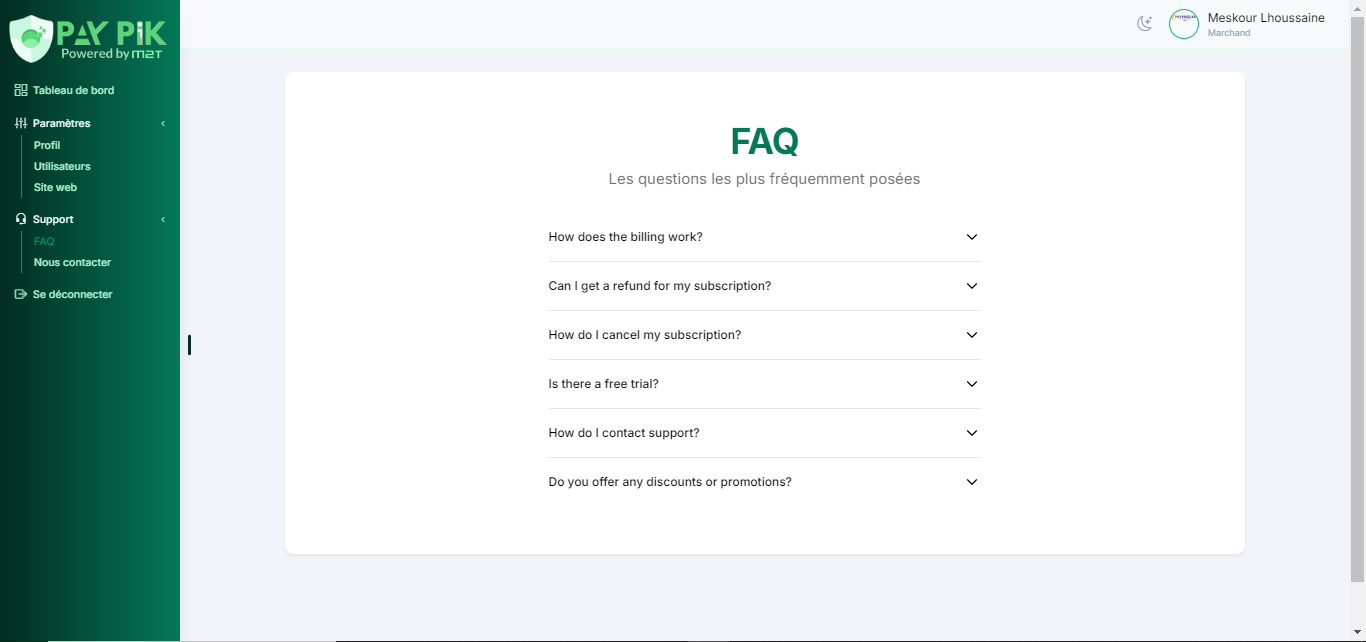 PAY PIK
Powered by M2T
Meskour Lhoussaine
Marchand
Tableau de bord
Paramètres
Profil
Utilisateurs
Site web
Support
FAQ
Nous contacter
Se déconnecter
FAQ
Les questions les plus fréquemment posées
How does the billing work?
Can I get a refund for my subscription?
How do I cancel my subscription?
Is there a free trial?
How do I contact support?
Do you offer any discounts or promotions?